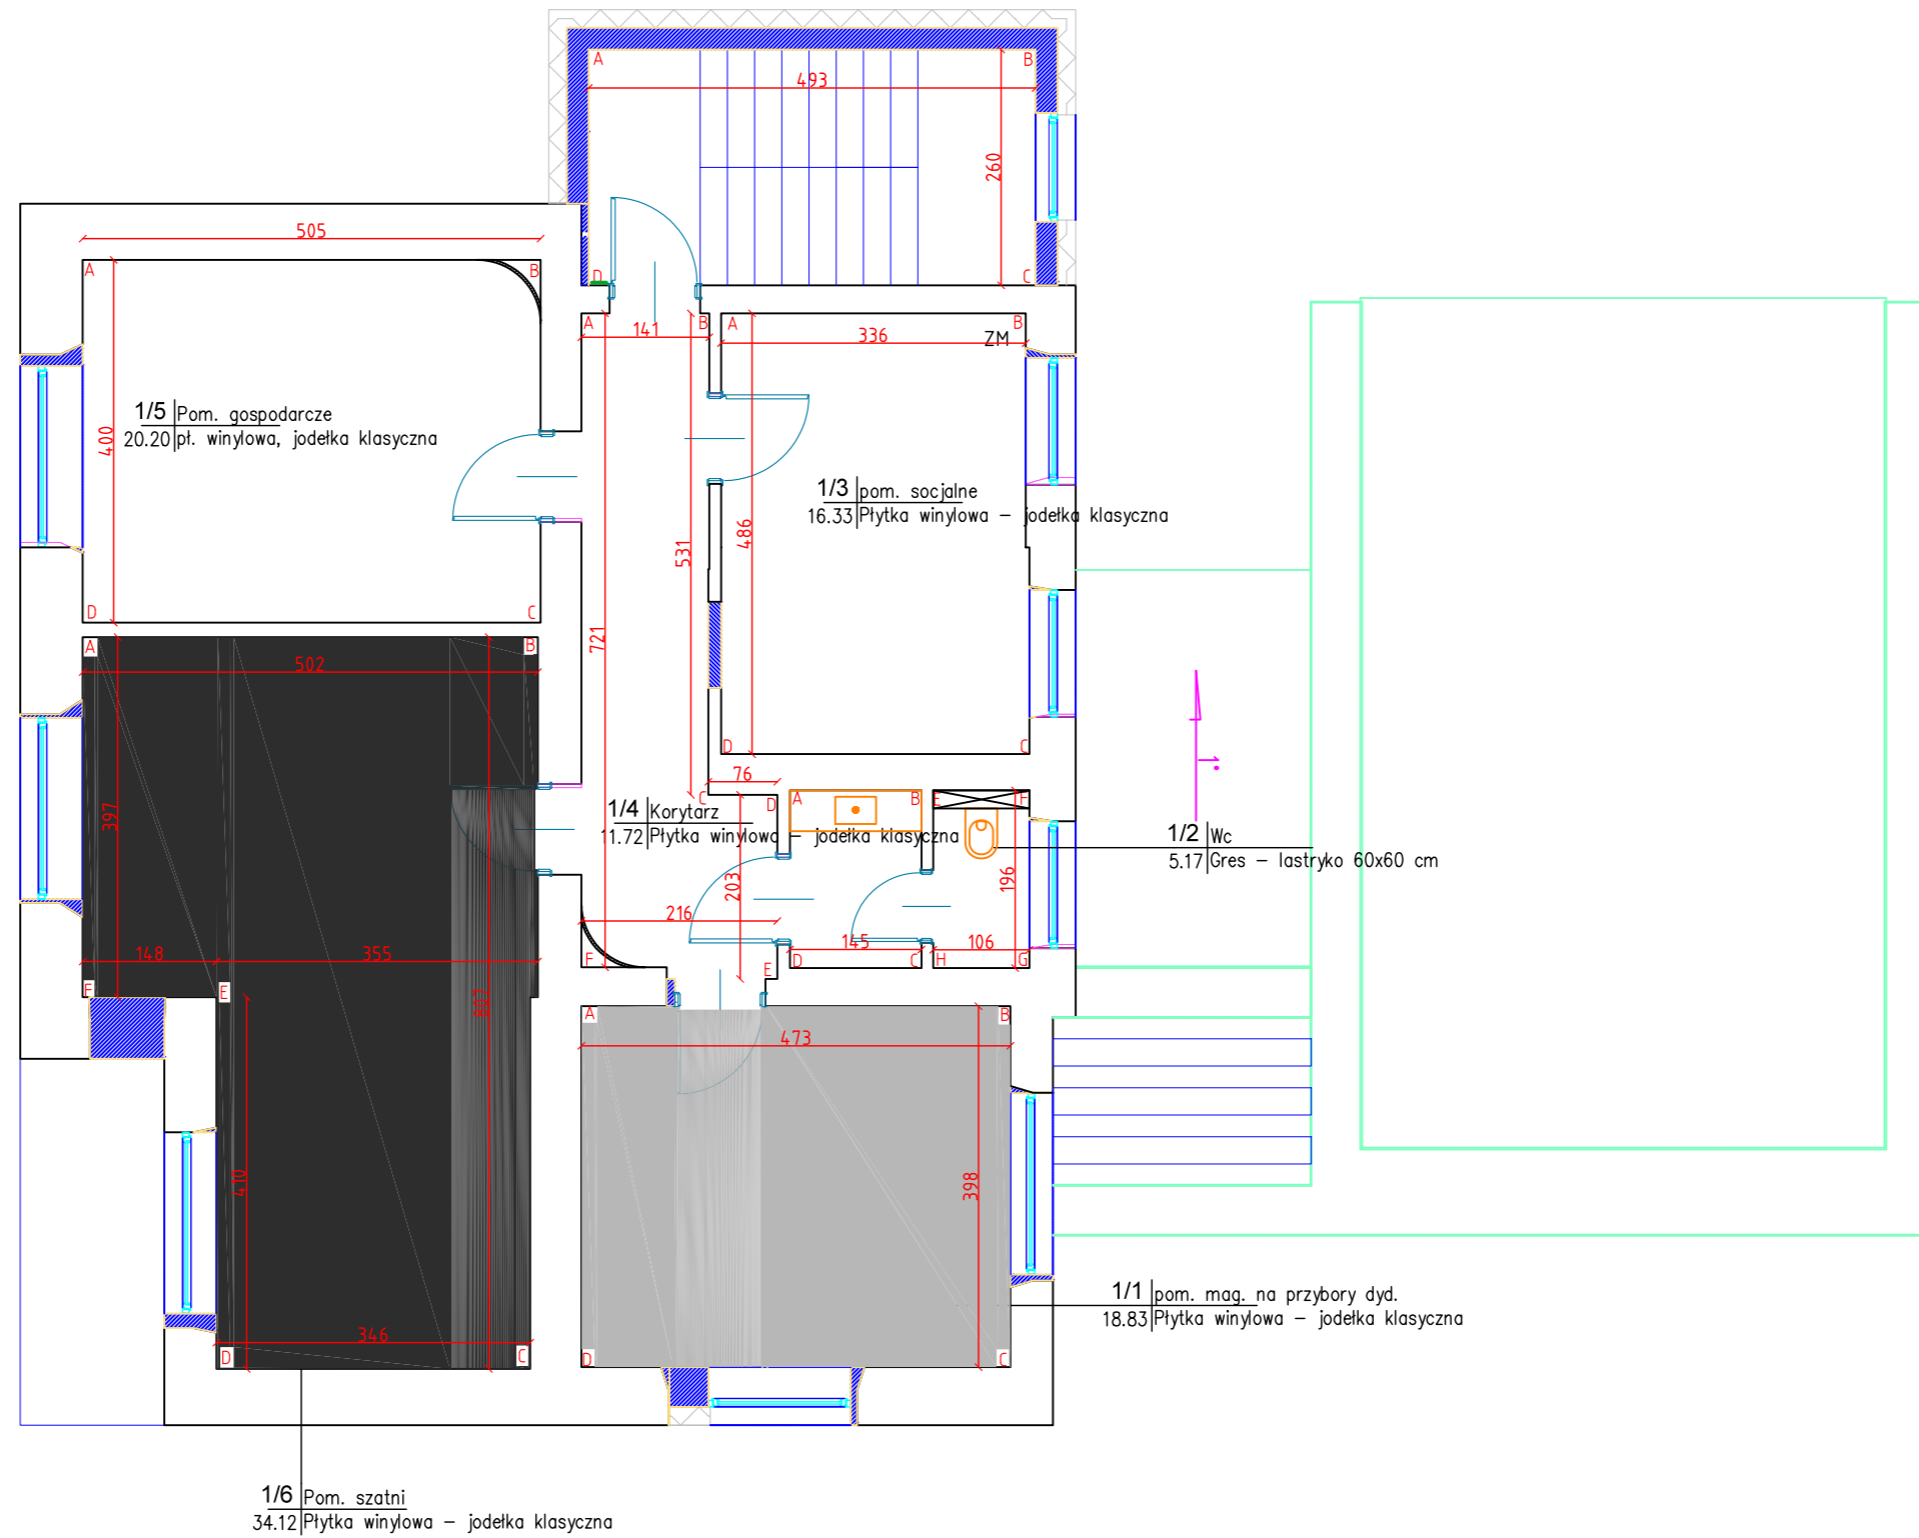 A
B
493
260
D
C
505
A
B
400
1/5 Pom. gospodarcze
20.20 pł. winylowa, jodełka klasyczna
D
C
A
141
B
A
336
B
ZM
1/3 pom. socjalne
16.33 Płytka winylowa – jodełka klasyczna
486
531
721
D
C
A
B
502
397
148
355
F
E
807
410
346
D
C
76
C
D
1/4 Korytarz
11.72 Płytka winylowa – jodełka klasyczna
A
B
E
F
203
216
196
145
106
F
E
D
C
H
G
1°
1/2 Wc
5.17 Gres – lastryko 60x60 cm
A
B
473
398
D
C
1/1 pom. mag. na przybory dyd.
18.83 Płytka winylowa – jodełka klasyczna
1/6 Pom. szatni
34.12 Płytka winylowa – jodełka klasyczna